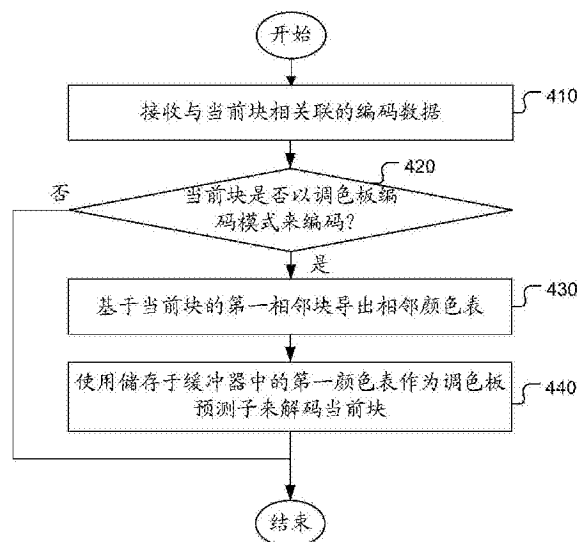 开始
接收与当前块相关联的编码数据
410
420
否
当前块是否以调色板编
码模式来编码?
是
基于当前块的第一相邻块导出相邻颜色表
430
使用储存于缓冲器中的第一颜色表作为调色板
预测子来解码当前块
440
结束